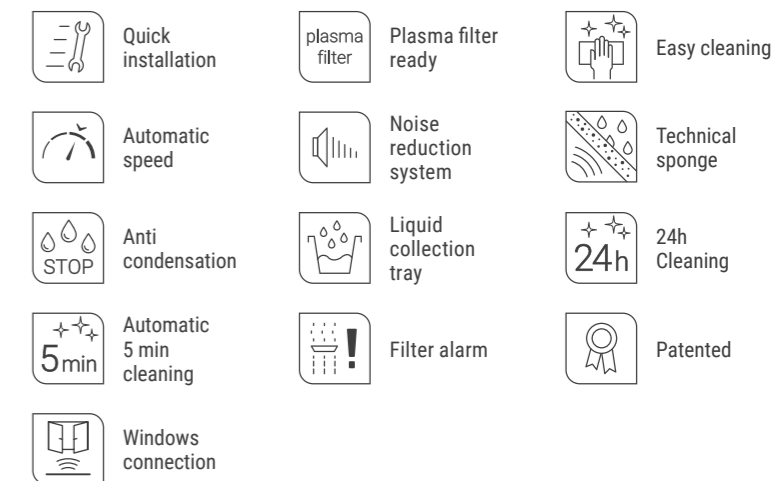 Quick
installation
plasma
filter
Plasma filter
ready
Easy cleaning
Automatic
speed
Noise
reduction
system
Technical
sponge
STOP
Anti
condensation
Liquid
collection
tray
24h
24h
Cleaning
5min
Automatic
5 min
cleaning
!
Filter alarm
Patented
Windows
connection